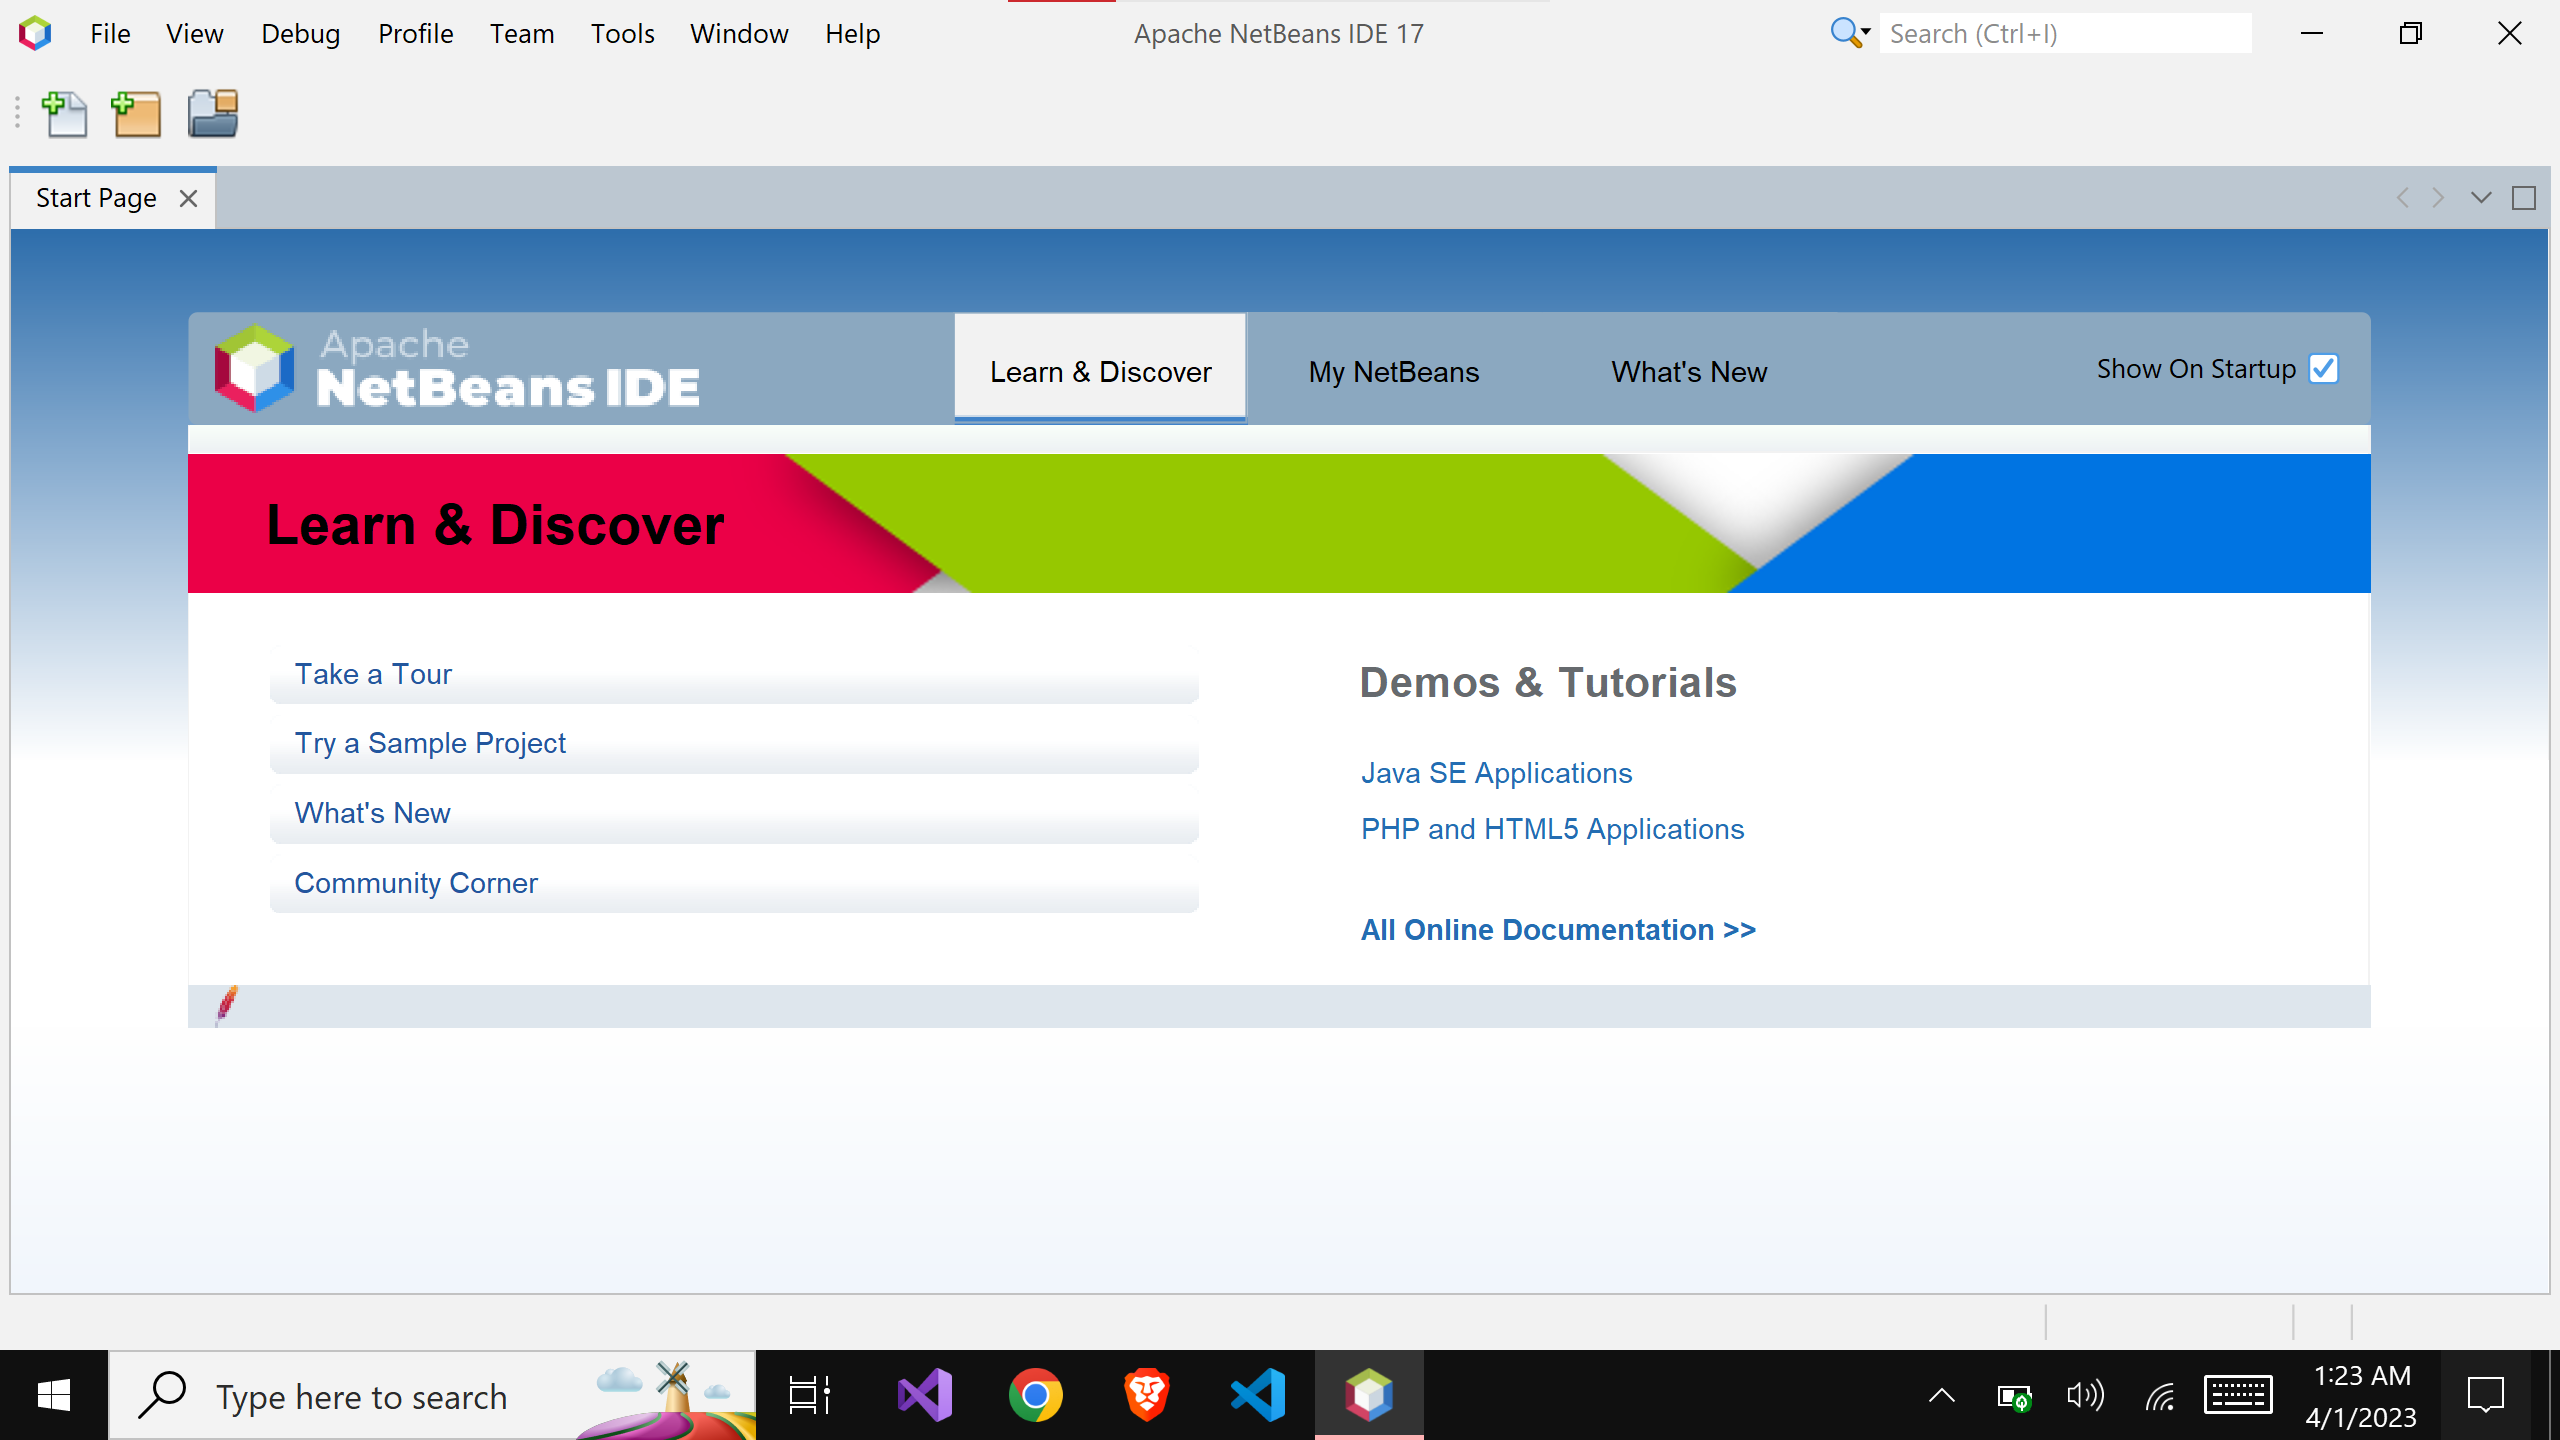 File View Debug Profile Team Tools Window Help
Apache NetBeans IDE 17
Search (Ctrl+I)
Start Page
Apache
NetBeans IDE
Learn & Discover
My NetBeans
What's New
Show On Startup
Learn & Discover
Take a Tour
Try a Sample Project
What's New
Community Corner
Demos & Tutorials
Java SE Applications
PHP and HTML5 Applications
All Online Documentation >>
Type here to search
1:23 AM
4/1/2023